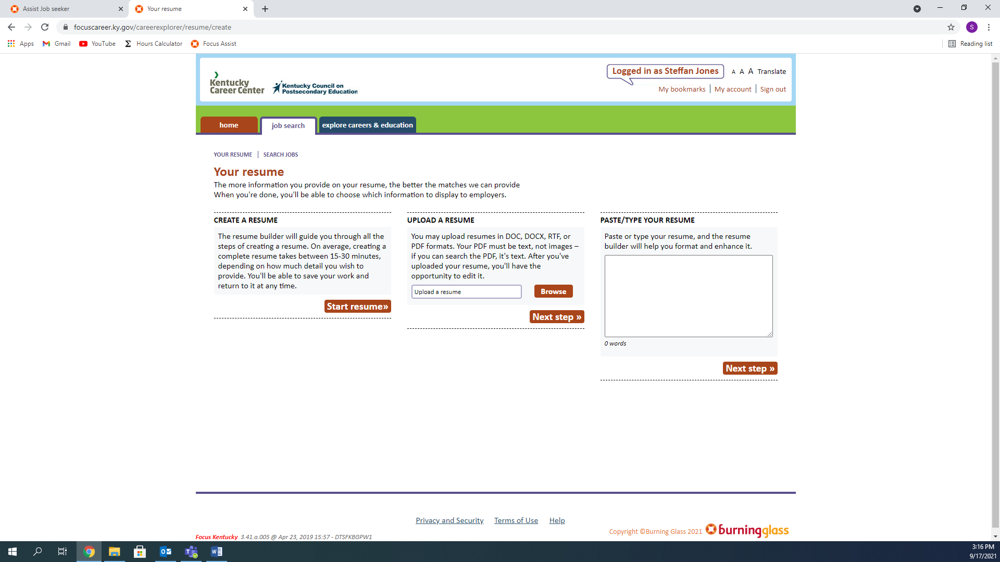 Assist Job seeker
Your resume
focuscareer.ky.gov/careerexplorer/resume/create
S
Apps
Gmail
YouTube
Hours Calculator
Focus Assist
Reading list
Kentucky
Career Center
Kentucky Council on
Postsecondary Education
Logged in as Steffan Jones
A A A Translate
My bookmarks
My account
Sign out
home
job search
explore careers & education
YOUR RESUME
SEARCH JOBS
Your resume
The more information you provide on your resume, the better the matches we can provide
When you're done, you'll be able to choose which information to display to employers.
CREATE A RESUME
The resume builder will guide you through all the
steps of creating a resume. On average, creating a
complete resume takes between 15-30 minutes,
depending on how much detail you wish to
provide. You'll be able to save your work and
return to it at any time.
Start resume»
UPLOAD A RESUME
You may upload resumes in DOC, DOCX, RTF, or
PDF formats. Your PDF must be text, not images –
if you can search the PDF, it's text. After you've
uploaded your resume, you'll have the
opportunity to edit it.
Upload a resume
Browse
Next step »
PASTE/TYPE YOUR RESUME
Paste or type your resume, and the resume
builder will help you format and enhance it.
0 words
Next step »
Privacy and Security
Terms of Use
Help
Focus Kentucky 3.41.a.005 @ Apr 23, 2019 15:57 - DTSFKBGPW1
Copyright ©Burning Glass 2021
burningglass
3:16 PM
9/17/2021